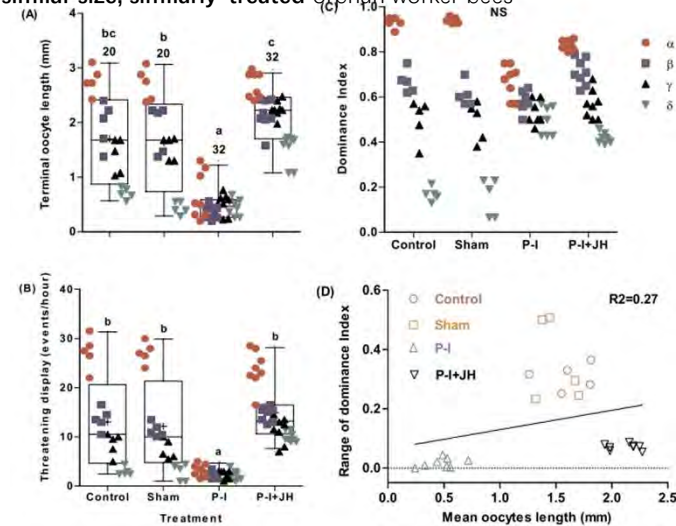 similar-size, similarly-treated orphan worker bees
(A)
Terminal oocyte length (mm)
4
3
2
1
0
bc
20
b
20
a
32
c
32
(C)
NS
Dominance Index
1.0
0.8
0.6
0.4
0.2
0.0
Control
Sham
P-I
P-I+JH
α
β
γ
δ
(B)
Threatening display (events/hour)
40
30
20
10
0
b
b
a
b
Control
Sham
P-I
P-I+JH
Treatment
(D)
Range of dominance Index
0.6
0.4
0.2
0.0
Control
Sham
P-I
P-I+JH
R2=0.27
0.0
0.5
1.0
1.5
2.0
2.5
Mean oocytes length (mm)